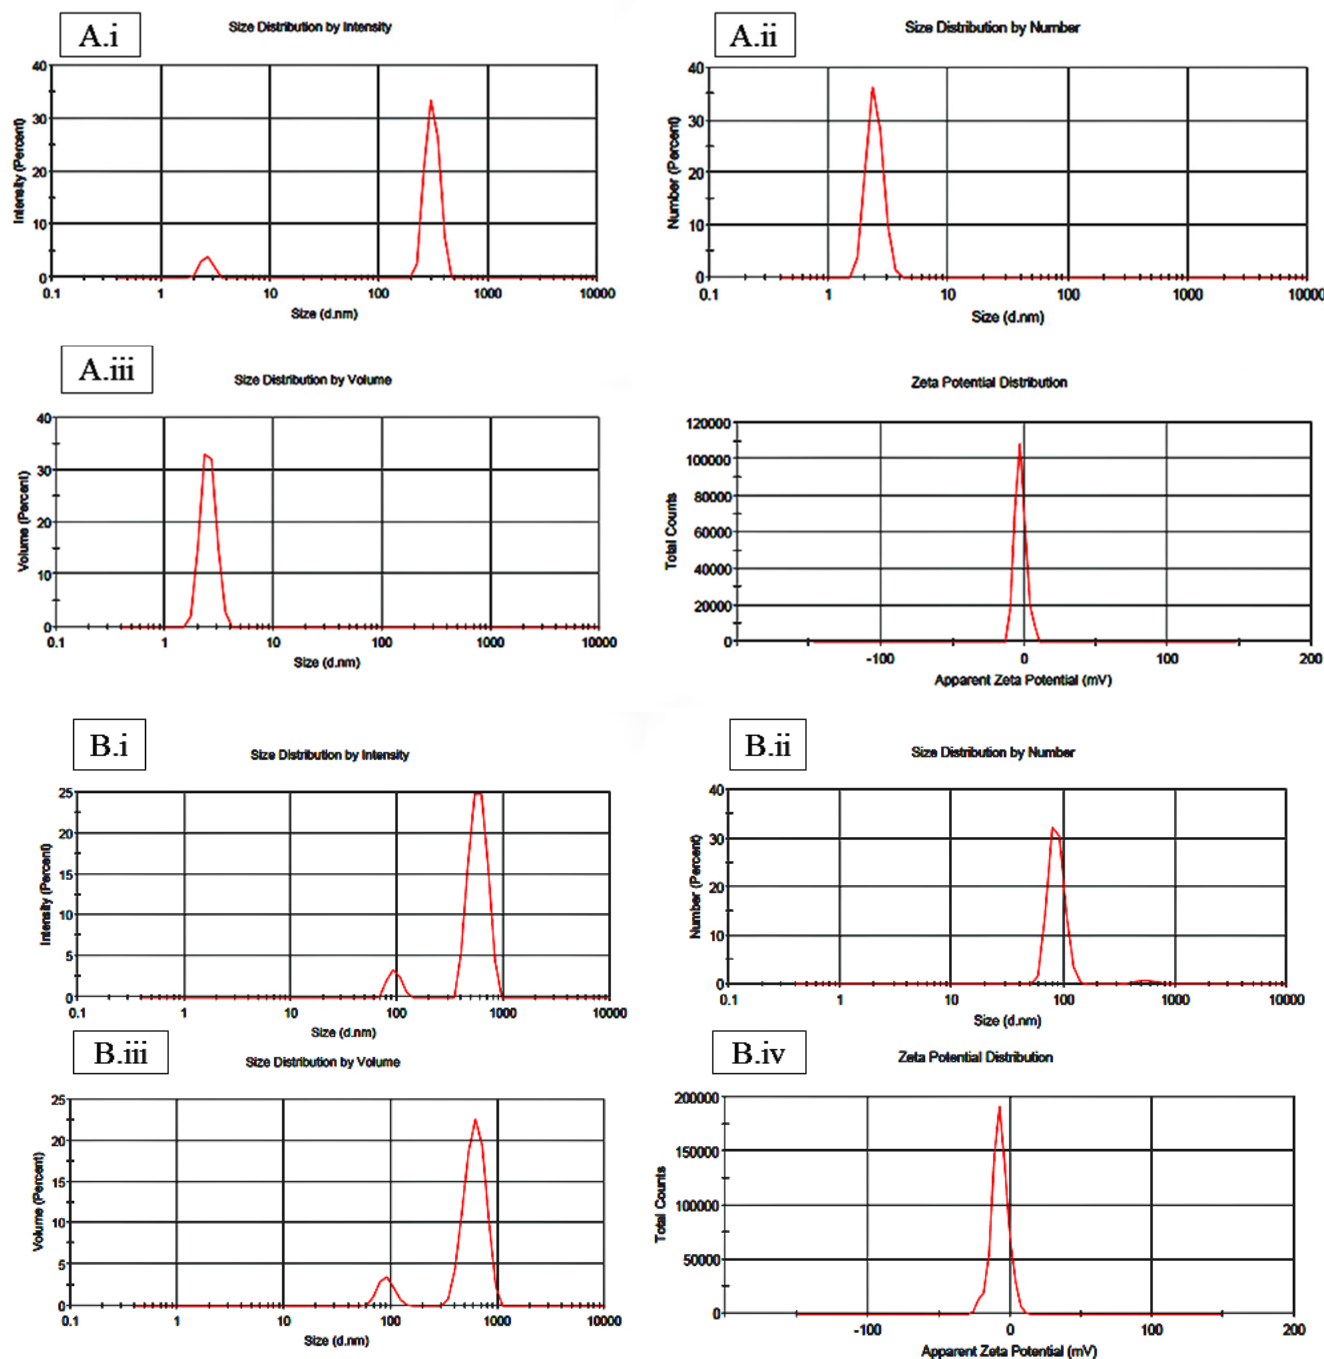 A.i
Size Distribution by Intensity
Intensity (Percent)
40
30
20
10
0
0.1 1 10 100 1000 10000
Size (d.nm)
A.ii
Size Distribution by Number
Number (Percent)
40
30
20
10
0
0.1 1 10 100 1000 10000
Size (d.nm)
A.iii
Size Distribution by Volume
Volume (Percent)
40
30
20
10
0
0.1 1 10 100 1000 10000
Size (d.nm)
Zeta Potential Distribution
Total Counts
120000
100000
80000
60000
40000
20000
0
-100 0 100 200
Apparent Zeta Potential (mV)
B.i
Size Distribution by Intensity
Intensity (Percent)
25
20
15
10
5
0
0.1 1 10 100 1000 10000
Size (d.nm)
B.ii
Size Distribution by Number
Number (Percent)
40
30
20
10
0
0.1 1 10 100 1000 10000
Size (d.nm)
B.iii
Size Distribution by Volume
Volume (Percent)
25
20
15
10
5
0
0.1 1 10 100 1000 10000
Size (d.nm)
B.iv
Zeta Potential Distribution
Total Counts
200000
150000
100000
50000
0
-100 0 100 200
Apparent Zeta Potential (mV)